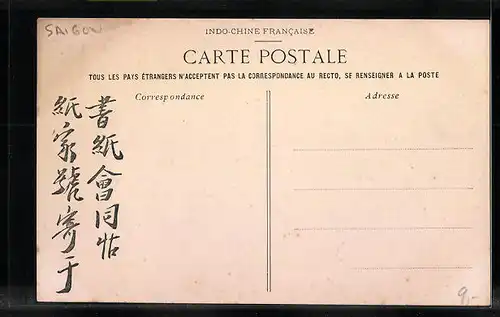 SAIGON
INDO-CHINE FRANÇAISE
CARTE POSTALE
TOUS LES PAYS ÉTRANGERS N'ACCEPTENT PAS LA CORRESPONDANCE AU RECTO, SE RENSEIGNER A LA POSTE
Correspondance
Adresse
書紙會同帖
紙家號寄于
9,-